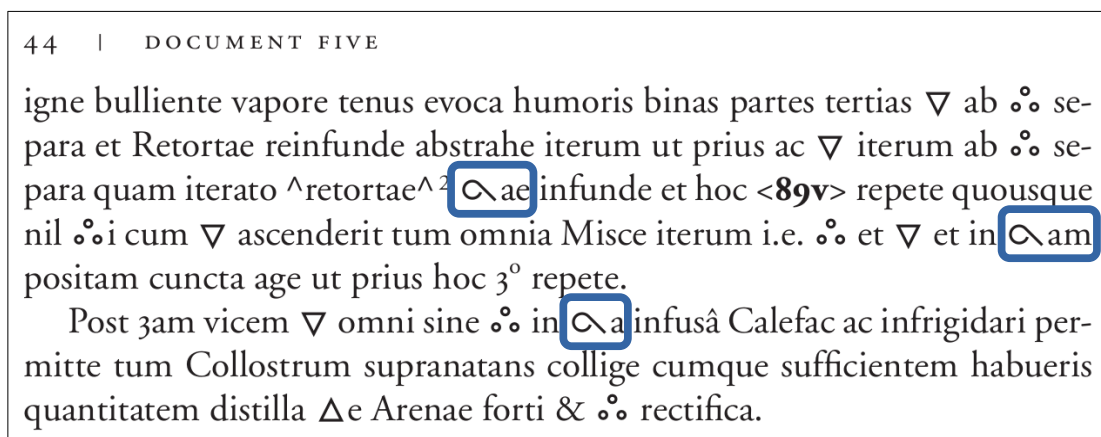 44 | DOCUMENT FIVE
igne bulliente vapore tenus evoca humoris binas partes tertias 🜄 ab ஃ se-
para et Retortae reinfunde abstrahe iterum ut prius ac 🜄 iterum ab ஃ se-
para quam iterato ^retortae^ ² 🝭ae infunde et hoc <89v> repete quousque
nil ஃi cum 🜄 ascenderit tum omnia Misce iterum i.e. ஃ et 🜄 et in 🝭am
positam cuncta age ut prius hoc 3º repete.
Post 3am vicem 🜄 omni sine ஃ in 🝭a infusâ Calefac ac infrigidari per-
mitte tum Collostrum supranatans collige cumque sufficientem habueris
quantitatem distilla 🜂e Arenae forti & ஃ rectifica.